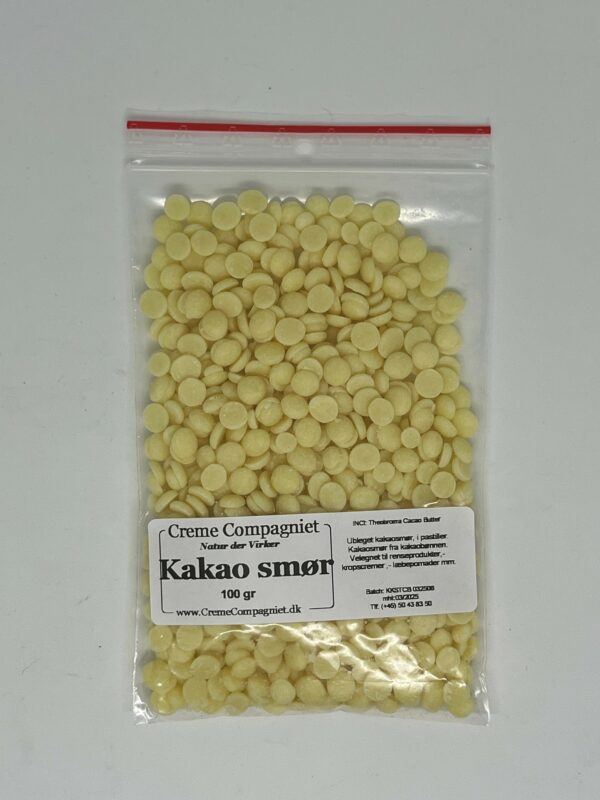 Creme Compagniet
Natur der Virker
Kakao smør
100 gr
www.CremeCompagniet.dk
INCI: Theobroma Cacao Butter
Ubleget kakaosmør, i pastiller.
Kakaosmør fra kakaobønnen.
Velegnet til renseprodukter,-
kropscremer ,- læbepomader mm.
Batch: KKSTCB 032506
mht:03/2025
Tlf. (+45) 50 43 83 50